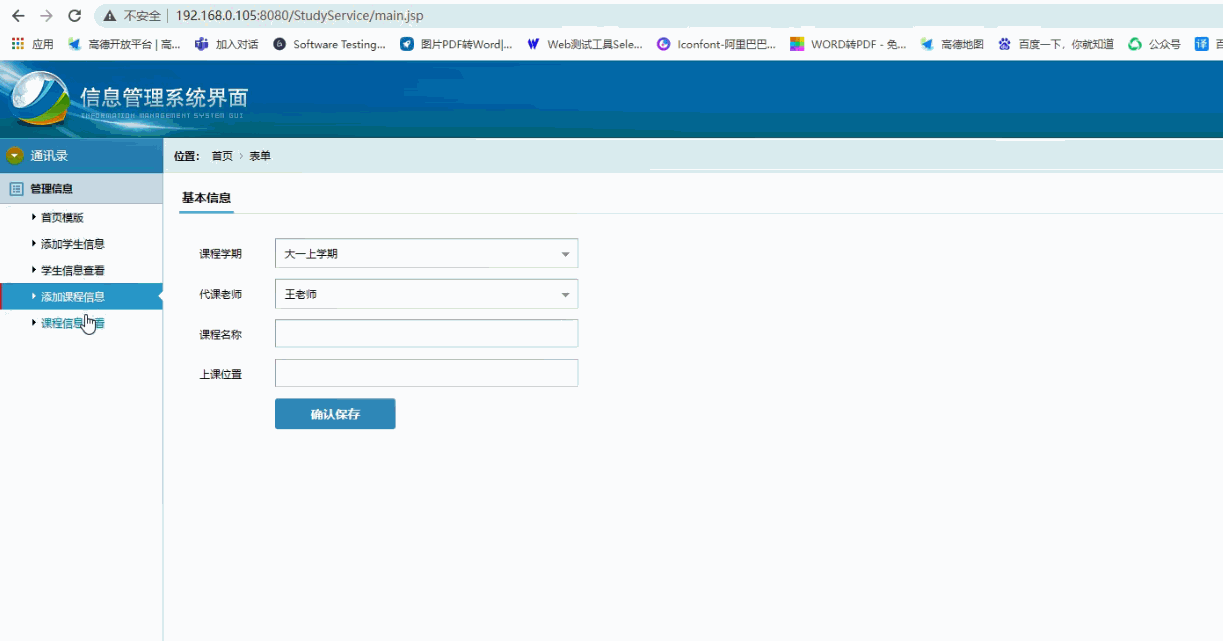 不安全 192.168.0.105:8080/StudyService/main.jsp
应用 高德开放平台 | 高... 加入对话 Software Testing... 图片PDF转Word|... Web测试工具Sele... Iconfont-阿里巴巴... WORD转PDF - 免... 高德地图 百度一下，你就知道 公众号 译 百
信息管理系统界面
INFORMATION MANAGEMENT SYSTEM GUI
通讯录
位置： 首页 › 表单
管理信息
基本信息
首页模版
添加学生信息
学生信息查看
添加课程信息
课程信息 看
课程学期 大一上学期
代课老师 王老师
课程名称
上课位置
确认保存